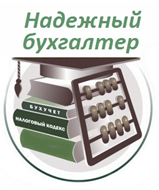 Надежный
бухгалтер
БУХУЧЕТ
НАЛОГОВЫЙ КОДЕКС